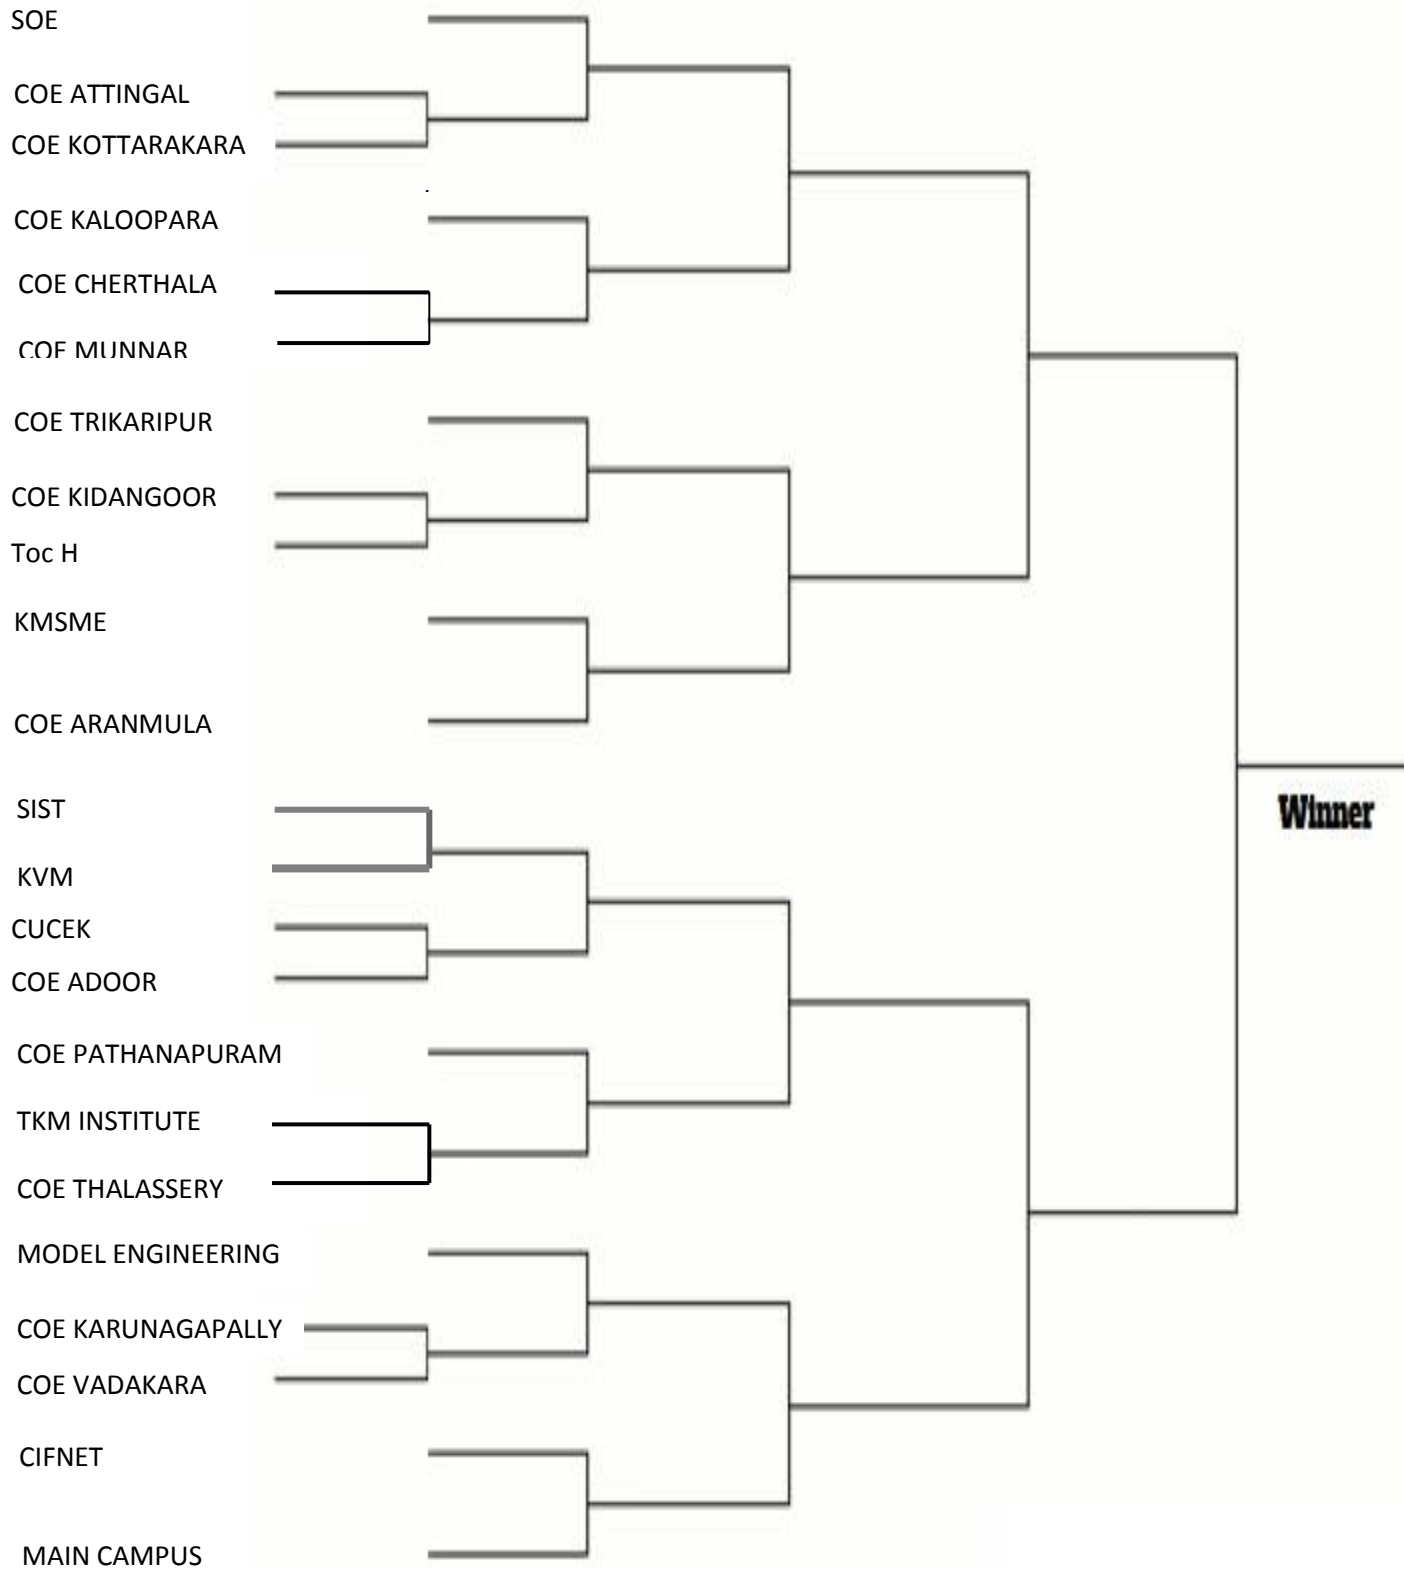 SOE
COE ATTINGAL
COE KOTTARAKARA
COE KALOOPARA
COE CHERTHALA
COE MUNNAR
COE TRIKARIPUR
COE KIDANGOOR
Toc H
KMSME
COE ARANMULA
SIST
Winner
KVM
CUCEK
COE ADOOR
COE PATHANAPURAM
TKM INSTITUTE
COE THALASSERY
MODEL ENGINEERING
COE KARUNAGAPALLY
COE VADAKARA
CIFNET
MAIN CAMPUS